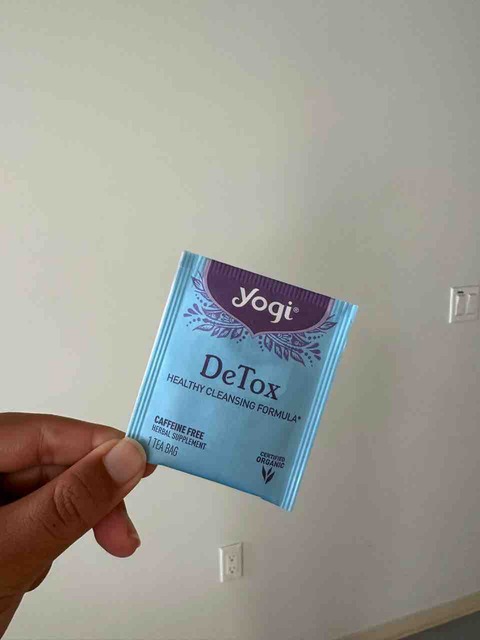 yogi®
DeTox
HEALTHY CLEANSING FORMULA*
CAFFEINE FREE
HERBAL SUPPLEMENT
1 TEA BAG
CERTIFIED
ORGANIC